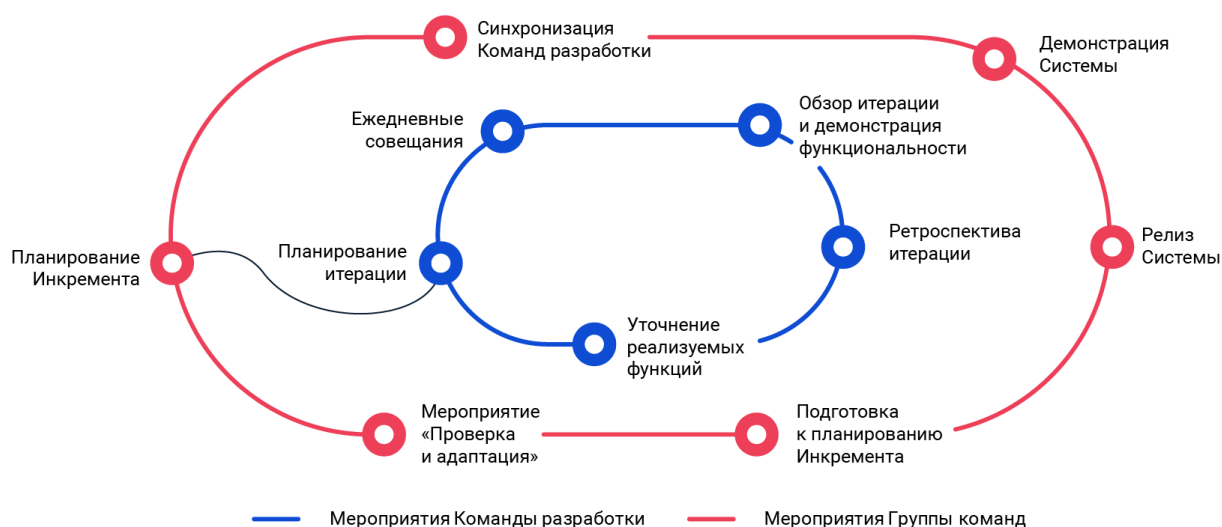 Синхронизация
Команд разработки
Демонстрация
Системы
Ежедневные
совещания
Обзор итерации
и демонстрация
функциональности
Планирование
Инкремента
Планирование
итерации
Ретроспектива
итерации
Релиз
Системы
Уточнение
реализуемых
функций
Мероприятие
«Проверка
и адаптация»
Подготовка
к планированию
Инкремента
Мероприятия Команды разработки
Мероприятия Группы команд